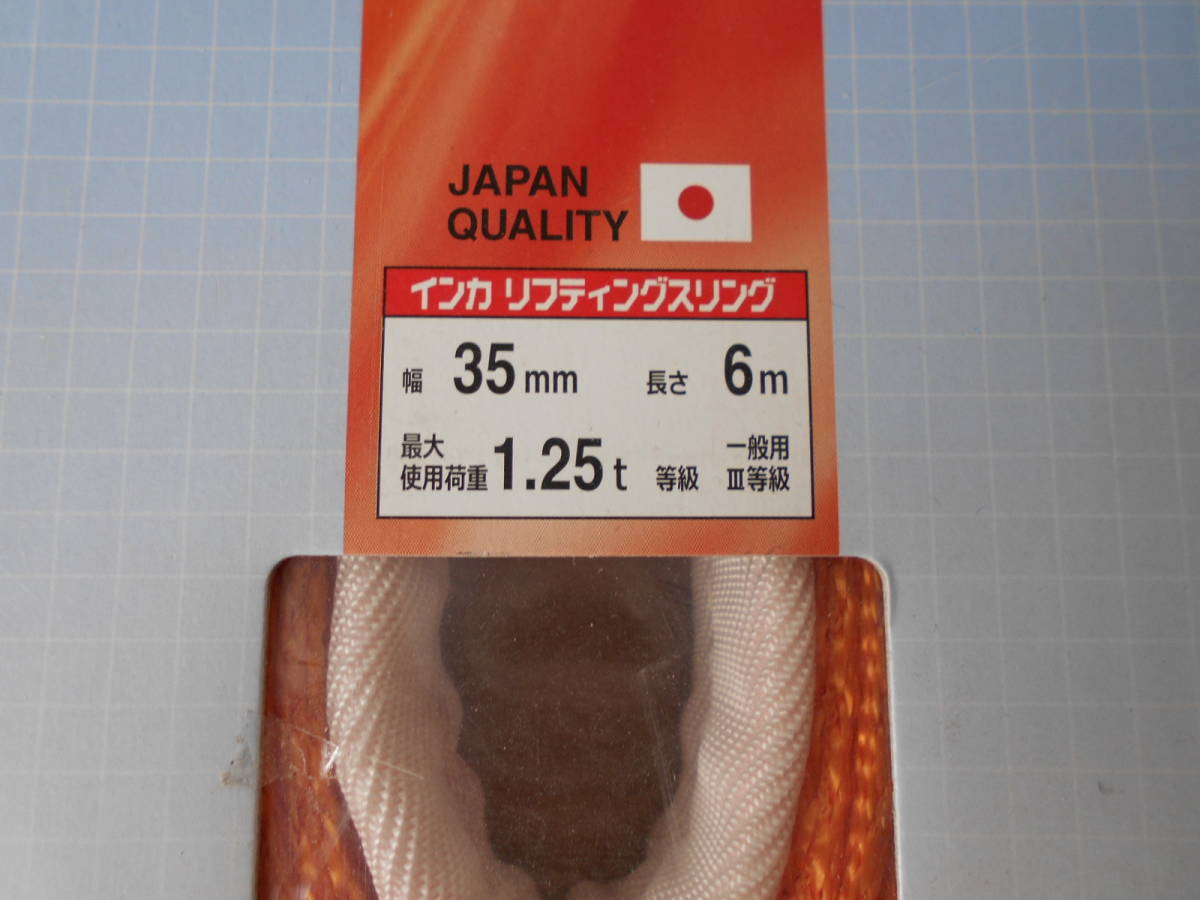 JAPAN
QUALITY
インカ リフティングスリング
幅 35mm 長さ 6m
最大
使用荷重 1.25t 等級 一般用
Ⅲ等級